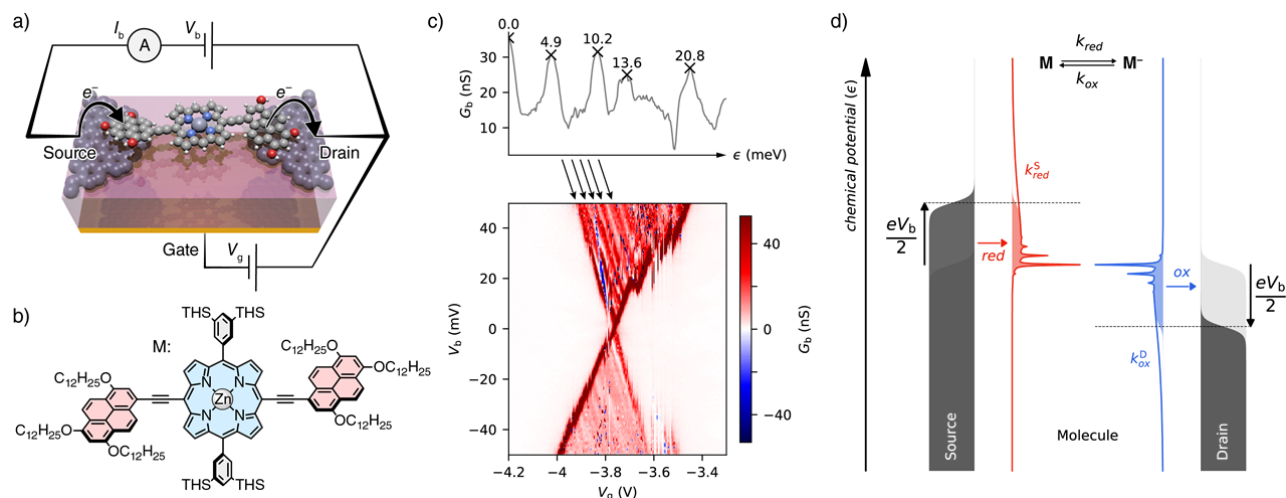 a)
I_b
V_b
A
e⁻
e⁻
Source
Drain
Gate
V_g
b)
M:
THS
THS
C₁₂H₂₅O
OC₁₂H₂₅
C₁₂H₂₅O
OC₁₂H₂₅
N
N
Zn
N
N
C₁₂H₂₅O
OC₁₂H₂₅
OC₁₂H₂₅
C₁₂H₂₅O
THS
THS
c)
0.0
4.9
10.2
13.6
20.8
30
20
10
G_b (nS)
ϵ (meV)
40
20
0
−20
−40
V_b (mV)
−4.2
−4
−3.8
−3.6
−3.4
V_g (V)
40
20
0
−20
−40
G_b (nS)
d)
chemical potential (ϵ)
k_red
M ⇌ M⁻
k_ox
k_red^S
eV_b
2
red
ox
eV_b
2
k_ox^D
Source
Molecule
Drain